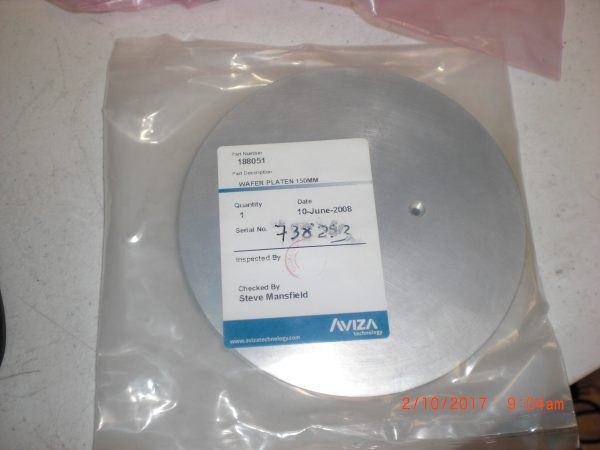 Part Number
188051
Part Description
WAFER PLATEN 150MM
Quantity Date
1 10-June-2008
Serial No. 738293
Inspected By
Checked By
Steve Mansfield
AVIZA
technology
www.avizatechnology.com
2/10/2017 9:04am